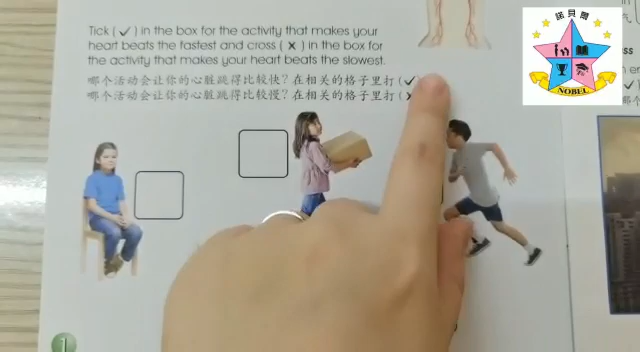 Tick ( ✓ ) in the box for the activity that makes your
heart beats the fastest and cross ( x ) in the box for
the activity that makes your heart beats the slowest.
哪个活动会让你的心脏跳得比较快？在相关的格子里打 (✓
哪个活动会让你的心脏跳得比较慢？在相关的格子里打 (x
諾貝爾
NOBEL
1